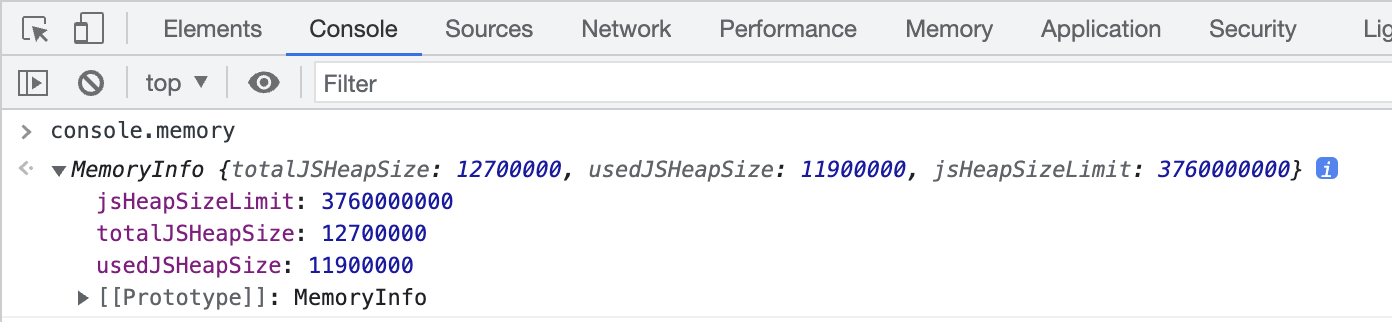 Elements Console Sources Network Performance Memory Application Security Lig
top ▼ Filter
> console.memory
MemoryInfo {totalJSHeapSize: 12700000, usedJSHeapSize: 11900000, jsHeapSizeLimit: 3760000000} i
jsHeapSizeLimit: 3760000000
totalJSHeapSize: 12700000
usedJSHeapSize: 11900000
[[Prototype]]: MemoryInfo